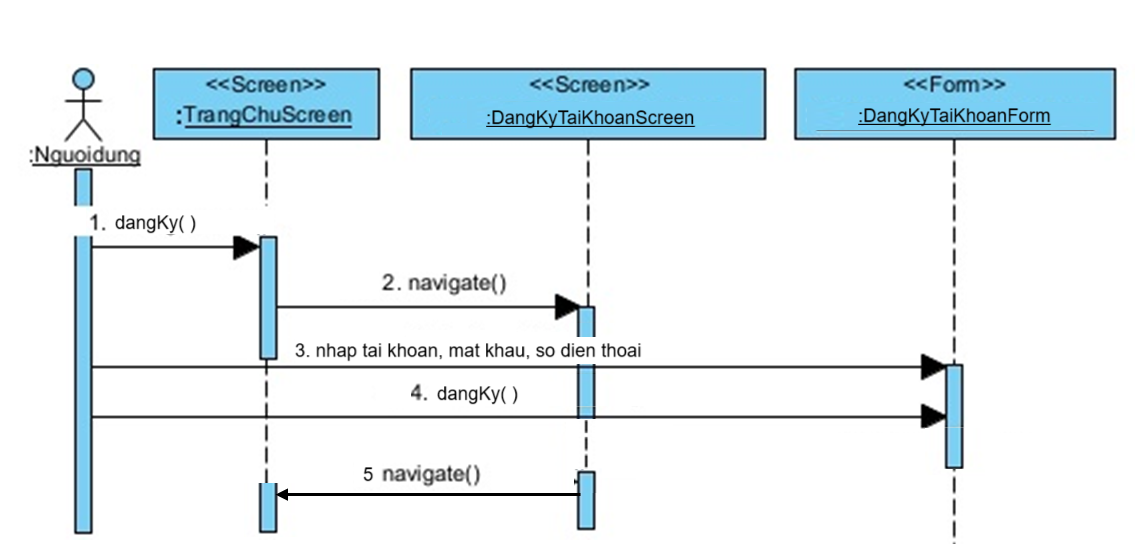 <<Screen>>
:TrangChuScreen
<<Screen>>
:DangKyTaiKhoanScreen
<<Form>>
:DangKyTaiKhoanForm
:Nguoidung
1. dangKy( )
2. navigate()
3. nhap tai khoan, mat khau, so dien thoai
4. dangKy( )
5 navigate()